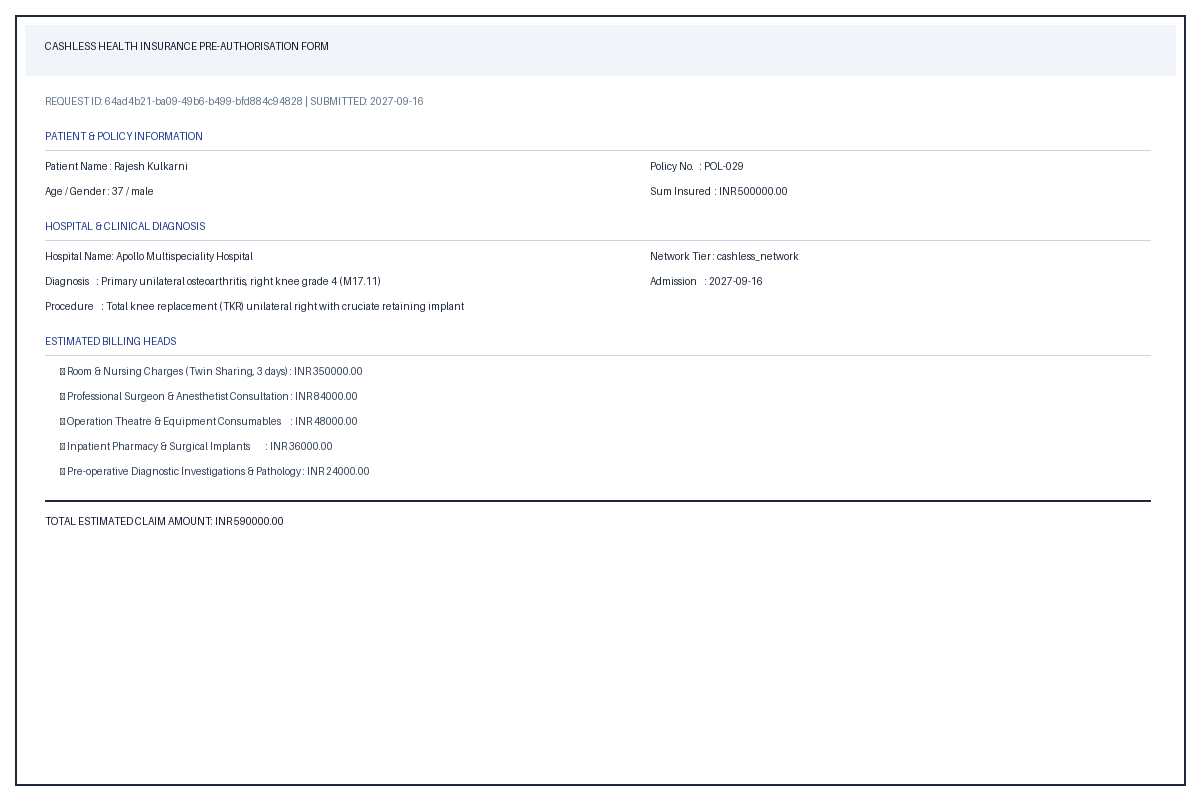 CASHLESS HEALTH INSURANCE PRE-AUTHORISATION FORM
REQUEST ID: 64ad4b21-ba09-49b6-b499-bfd884c94828 | SUBMITTED: 2027-09-16
PATIENT & POLICY INFORMATION
Patient Name : Rajesh Kulkarni
Policy No. : POL-029
Age / Gender : 37 / male
Sum Insured : INR 500000.00
HOSPITAL & CLINICAL DIAGNOSIS
Hospital Name: Apollo Multispeciality Hospital
Network Tier : cashless_network
Diagnosis : Primary unilateral osteoarthritis, right knee grade 4 (M17.11)
Admission : 2027-09-16
Procedure : Total knee replacement (TKR) unilateral right with cruciate retaining implant
ESTIMATED BILLING HEADS
Room & Nursing Charges (Twin Sharing, 3 days) : INR 350000.00
Professional Surgeon & Anesthetist Consultation : INR 84000.00
Operation Theatre & Equipment Consumables : INR 48000.00
Inpatient Pharmacy & Surgical Implants : INR 36000.00
Pre-operative Diagnostic Investigations & Pathology : INR 24000.00
TOTAL ESTIMATED CLAIM AMOUNT: INR 590000.00